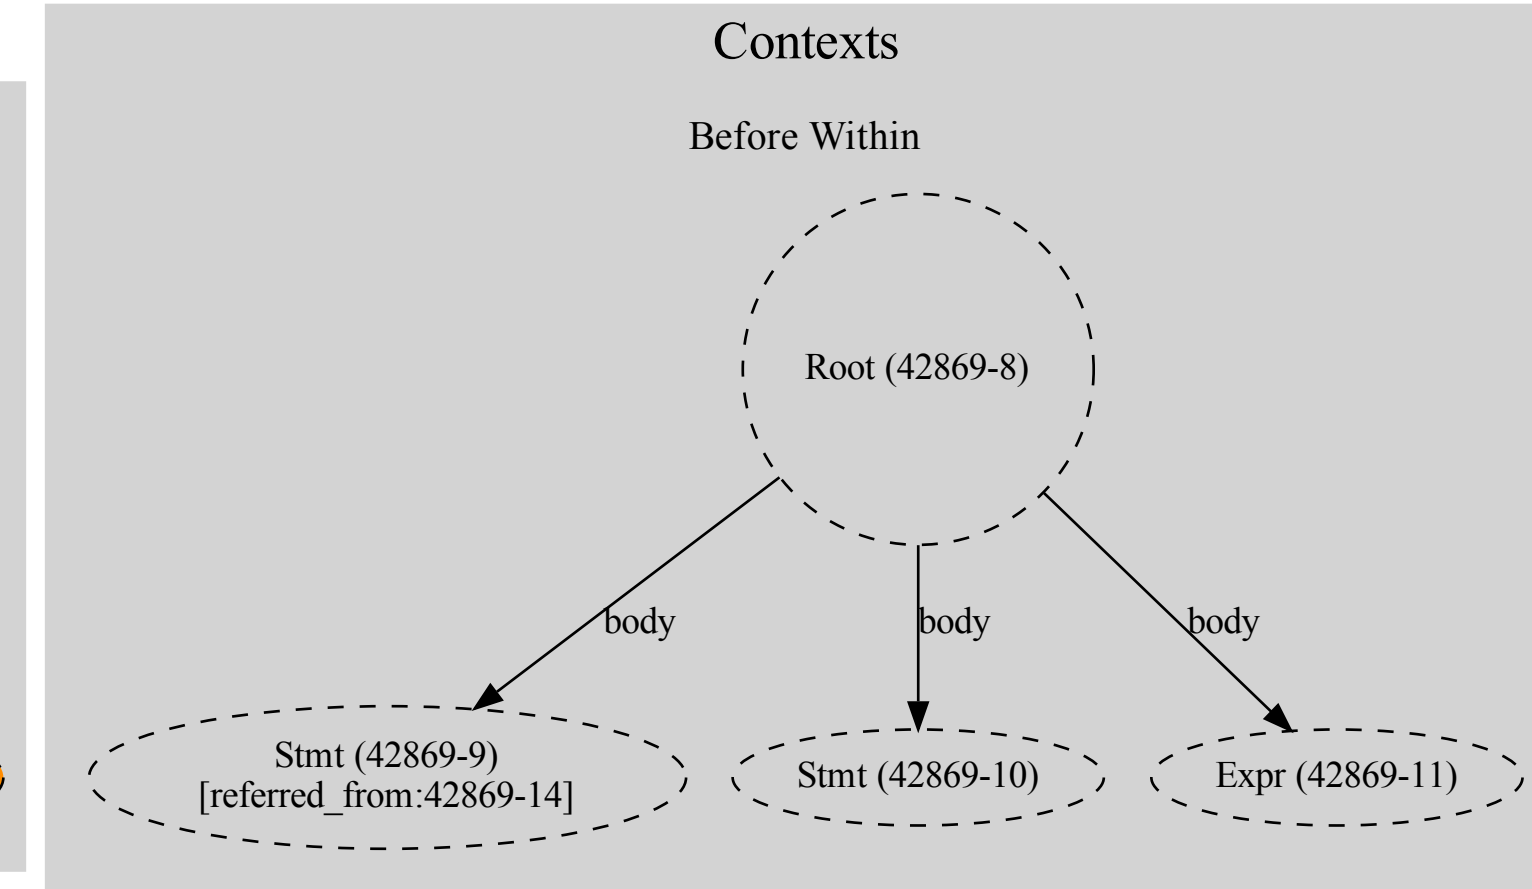 Contexts
Before Within
Root (42869-8)
body
body
body
Stmt (42869-9)
[referred_from:42869-14]
Stmt (42869-10)
Expr (42869-11)